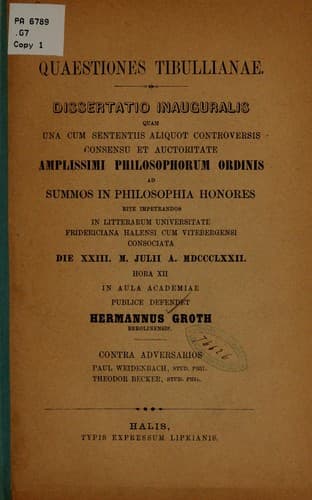 PA 6789
.G7
Copy 1
QUAESTIONES TIBULLIANAE.
DISSERTATIO INAUGURALIS
QUAM
UNA CUM SENTENTIIS ALIQUOT CONTROVERSIS
CONSENSU ET AUCTORITATE
AMPLISSIMI PHILOSOPHORUM ORDINIS
AD
SUMMOS IN PHILOSOPHIA HONORES
RITE IMPETRANDOS
IN LITTERARUM UNIVERSITATE
FRIDERICIANA HALENSI CUM VITEBERGENSI
CONSOCIATA
DIE XXIII. M. JULII A. MDCCCLXXII.
HORA XII
IN AULA ACADEMIAE
PUBLICE DEFENDET
HERMANNUS GROTH
BEROLINENSIS.
CONTRA ADVERSARIOS
PAUL WEIDENBACH, STUD. PHIL.
THEODOR BECKER, STUD. PHIL.
76626
HALIS,
TYPIS EXPRESSUM LIPKIANIS.